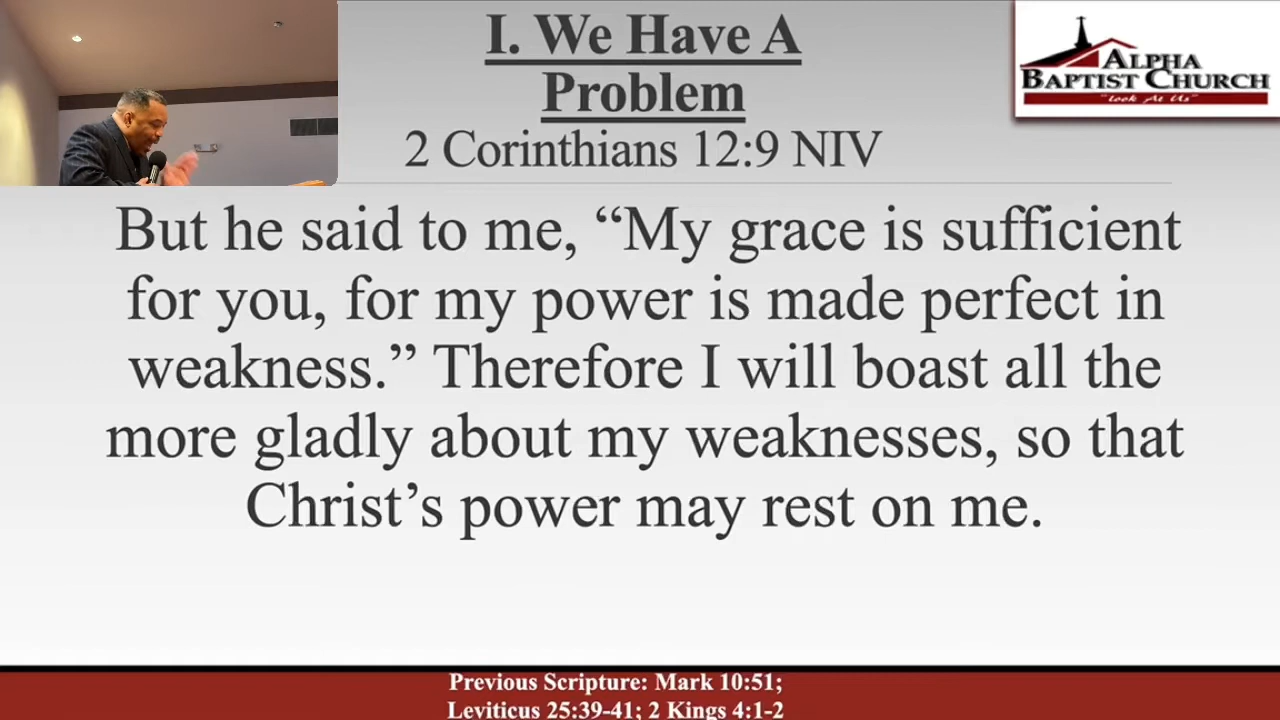 I. We Have A
Problem
2 Corinthians 12:9 NIV
ALPHA
BAPTIST CHURCH
"Look At Us"
But he said to me, “My grace is sufficient
for you, for my power is made perfect in
weakness.” Therefore I will boast all the
more gladly about my weaknesses, so that
Christ’s power may rest on me.
Previous Scripture: Mark 10:51;
Leviticus 25:39-41; 2 Kings 4:1-2